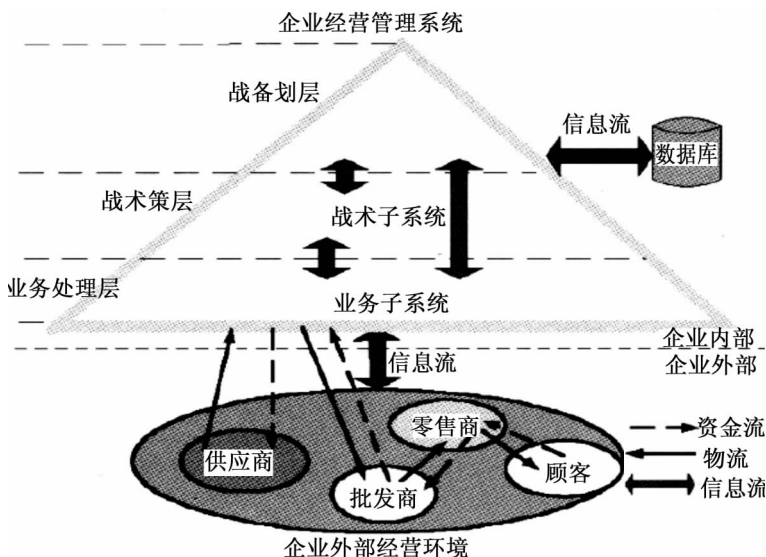 企业经营管理系统
战备划层
信息流
数据库
战术策层
战术子系统
业务处理层
业务子系统
企业内部
企业外部
信息流
零售商
资金流
供应商
物流
顾客
批发商
信息流
企业外部经营环境